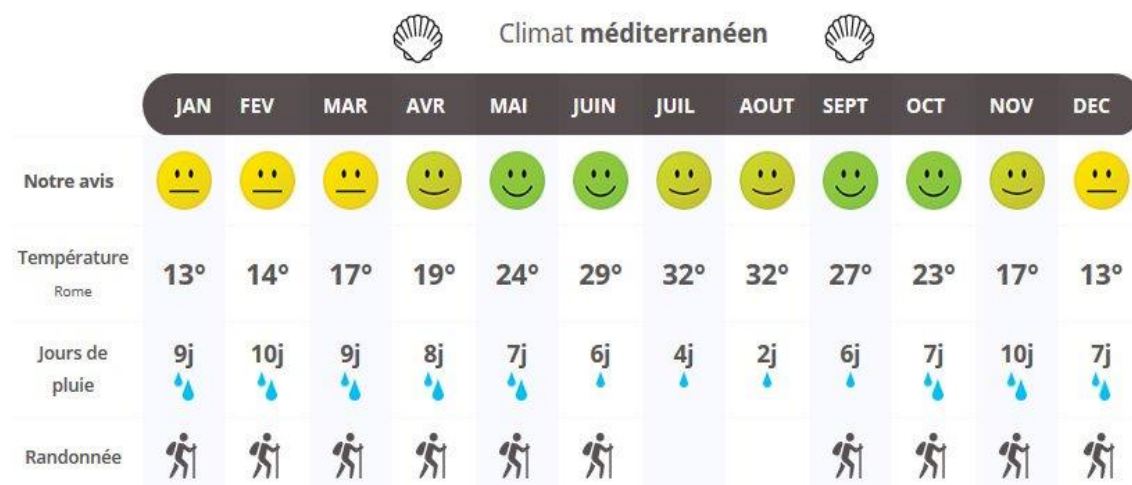 Climat méditerranéen
JAN FEV MAR AVR MAI JUIN JUIL AOUT SEPT OCT NOV DEC
Notre avis
Température
Rome
13° 14° 17° 19° 24° 29° 32° 32° 27° 23° 17° 13°
Jours de
pluie
9j 10j 9j 8j 7j 6j 4j 2j 6j 7j 10j 7j
Randonnée